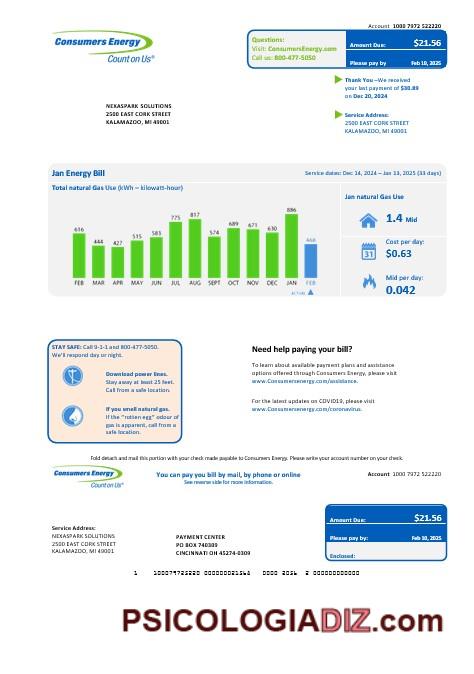 Account 1000 7972 522220
Consumers Energy
Count on Us®
Questions:
Visit: ConsumersEnergy.com
Call us: 800-477-5050
Amount Due: $21.56
Please pay by Feb 10, 2025
Thank You –We received
your last payment of $30.89
on Dec 20, 2024
NEXASPARK SOLUTIONS
2500 EAST CORK STREET
KALAMAZOO, MI 49001
Service Address:
2500 EAST CORK STREET
KALAMAZOO, MI 49001
Jan Energy Bill
Service dates: Dec 14, 2024 – Jan 13, 2025 (33 days)
Total natural Gas Use (kWh – kilowatt-hour)
616 444 427 515 583 775 817 574 689 671 630 886 468
FEB MAR APR MAY JUN JUL AUG SEP OCT NOV DEC JAN FEB
Jan natural Gas Use
1.4 Mid
Cost per day:
31
$0.63
Mid per day:
0.042
STAY SAFE: Call 9-1-1 and 800-477-5050.
We'll respond day or night.
Download power lines.
Stay away at least 25 feet.
Call from a safe location.
If you smell natural gas.
If the "rotten egg" odour of
gas is apparent, call from a
safe location.
Need help paying your bill?
To learn about available payment plans and assistance
options offered through Consumers Energy, please visit
www.Consumersenergy.com/assistance.
For the latest updates on COVID19, please visit
www.Consumersenergy.com/coronavirus.
Fold detach and mail this portion with your check made payable to Consumers Energy. Please write your account number on your check.
Consumers Energy
Count on Us®
You can pay you bill by mail, by phone or online
See reverse side for more information.
Account 1000 7972 522220
Service Address:
NEXASPARK SOLUTIONS
2500 EAST CORK STREET
KALAMAZOO, MI 49001
PAYMENT CENTER
PO BOX 740309
CINCINNATI OH 45274-0309
Amount Due: $21.56
Please pay by: Feb 10, 2025
Enclosed:
PSICOLOGIADIZ.com